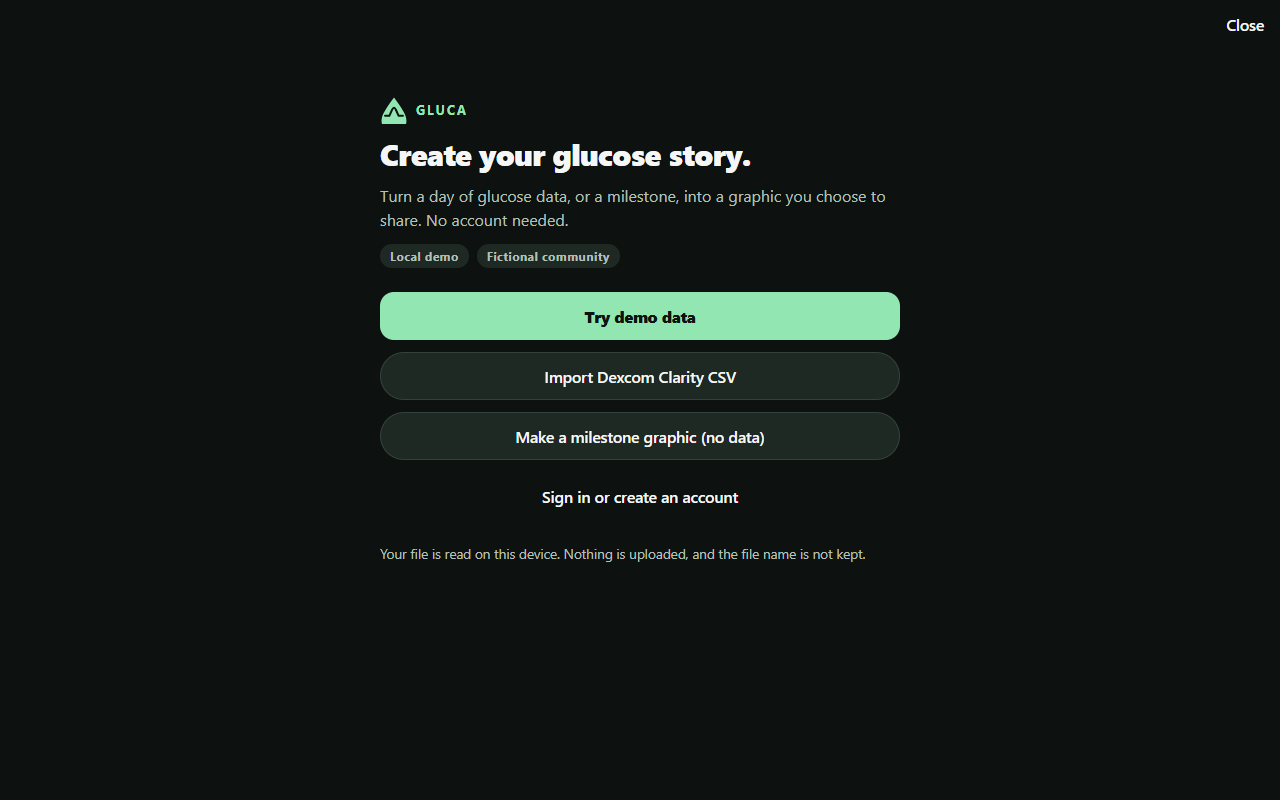 Close
GLUCA
Create your glucose story.
Turn a day of glucose data, or a milestone, into a graphic you choose to
share. No account needed.
Local demo
Fictional community
Try demo data
Import Dexcom Clarity CSV
Make a milestone graphic (no data)
Sign in or create an account
Your file is read on this device. Nothing is uploaded, and the file name is not kept.